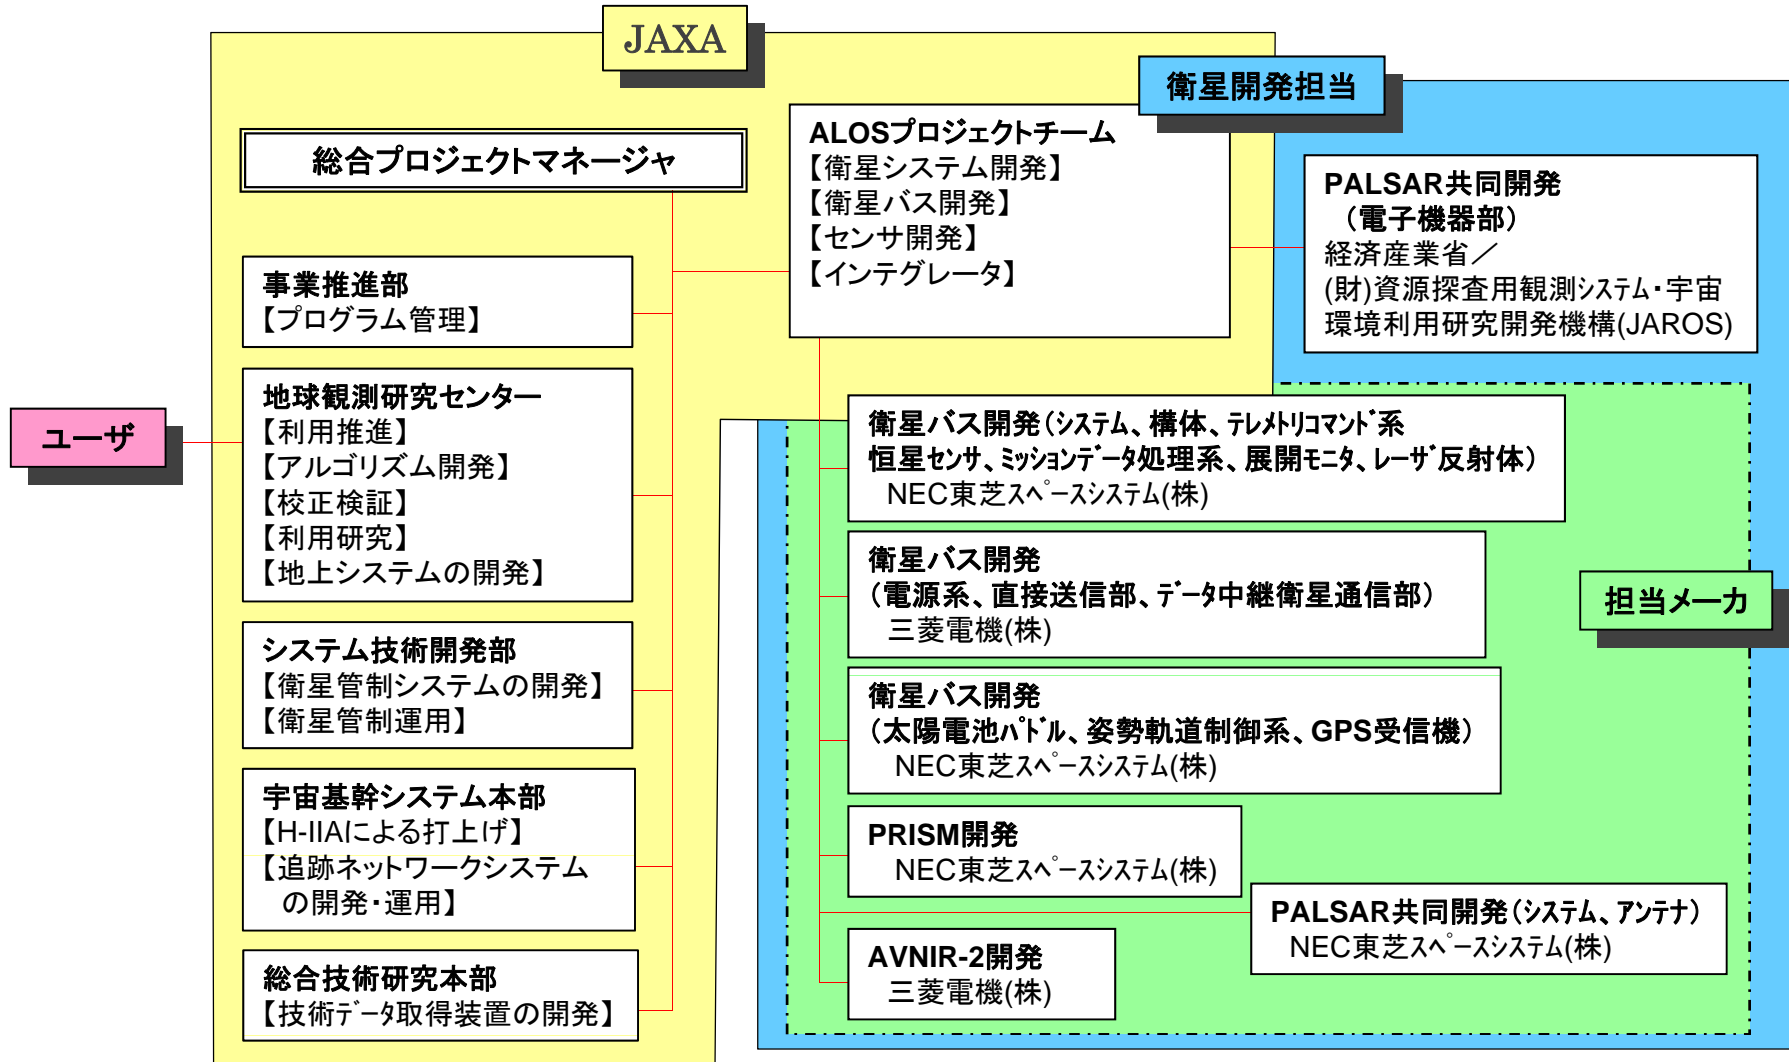 JAXA
衛星開発担当
総合プロジェクトマネージャ
ALOSプロジェクトチーム
【衛星システム開発】
【衛星バス開発】
【センサ開発】
【インテグレータ】
PALSAR共同開発
（電子機器部）
経済産業省／
(財)資源探査用観測ｼｽﾃﾑ・宇宙
環境利用研究開発機構(JAROS)
事業推進部
【プログラム管理】
地球観測研究センター
【利用推進】
【アルゴリズム開発】
【校正検証】
【利用研究】
【地上システムの開発】
ユーザ
システム技術開発部
【衛星管制システムの開発】
【衛星管制運用】
宇宙基幹システム本部
【H-IIAによる打上げ】
【追跡ネットワークシステム
の開発・運用】
総合技術研究本部
【技術ﾃﾞｰﾀ取得装置の開発】
衛星バス開発（ｼｽﾃﾑ、構体、ﾃﾚﾒﾄﾘｺﾏﾝﾄﾞ系
恒星ｾﾝｻ、ﾐｯｼｮﾝﾃﾞｰﾀ処理系、展開ﾓﾆﾀ、ﾚｰｻﾞ反射体）
NEC東芝ｽﾍﾟｰｽｼｽﾃﾑ(株)
衛星バス開発
（電源系、直接送信部、ﾃﾞｰﾀ中継衛星通信部）
三菱電機(株)
担当メーカ
衛星バス開発
（太陽電池ﾊﾟﾄﾞﾙ、姿勢軌道制御系、GPS受信機）
NEC東芝ｽﾍﾟｰｽｼｽﾃﾑ(株)
PRISM開発
NEC東芝ｽﾍﾟｰｽｼｽﾃﾑ(株)
PALSAR共同開発（ｼｽﾃﾑ、ｱﾝﾃﾅ）
NEC東芝ｽﾍﾟｰｽｼｽﾃﾑ(株)
AVNIR-2開発
三菱電機(株)